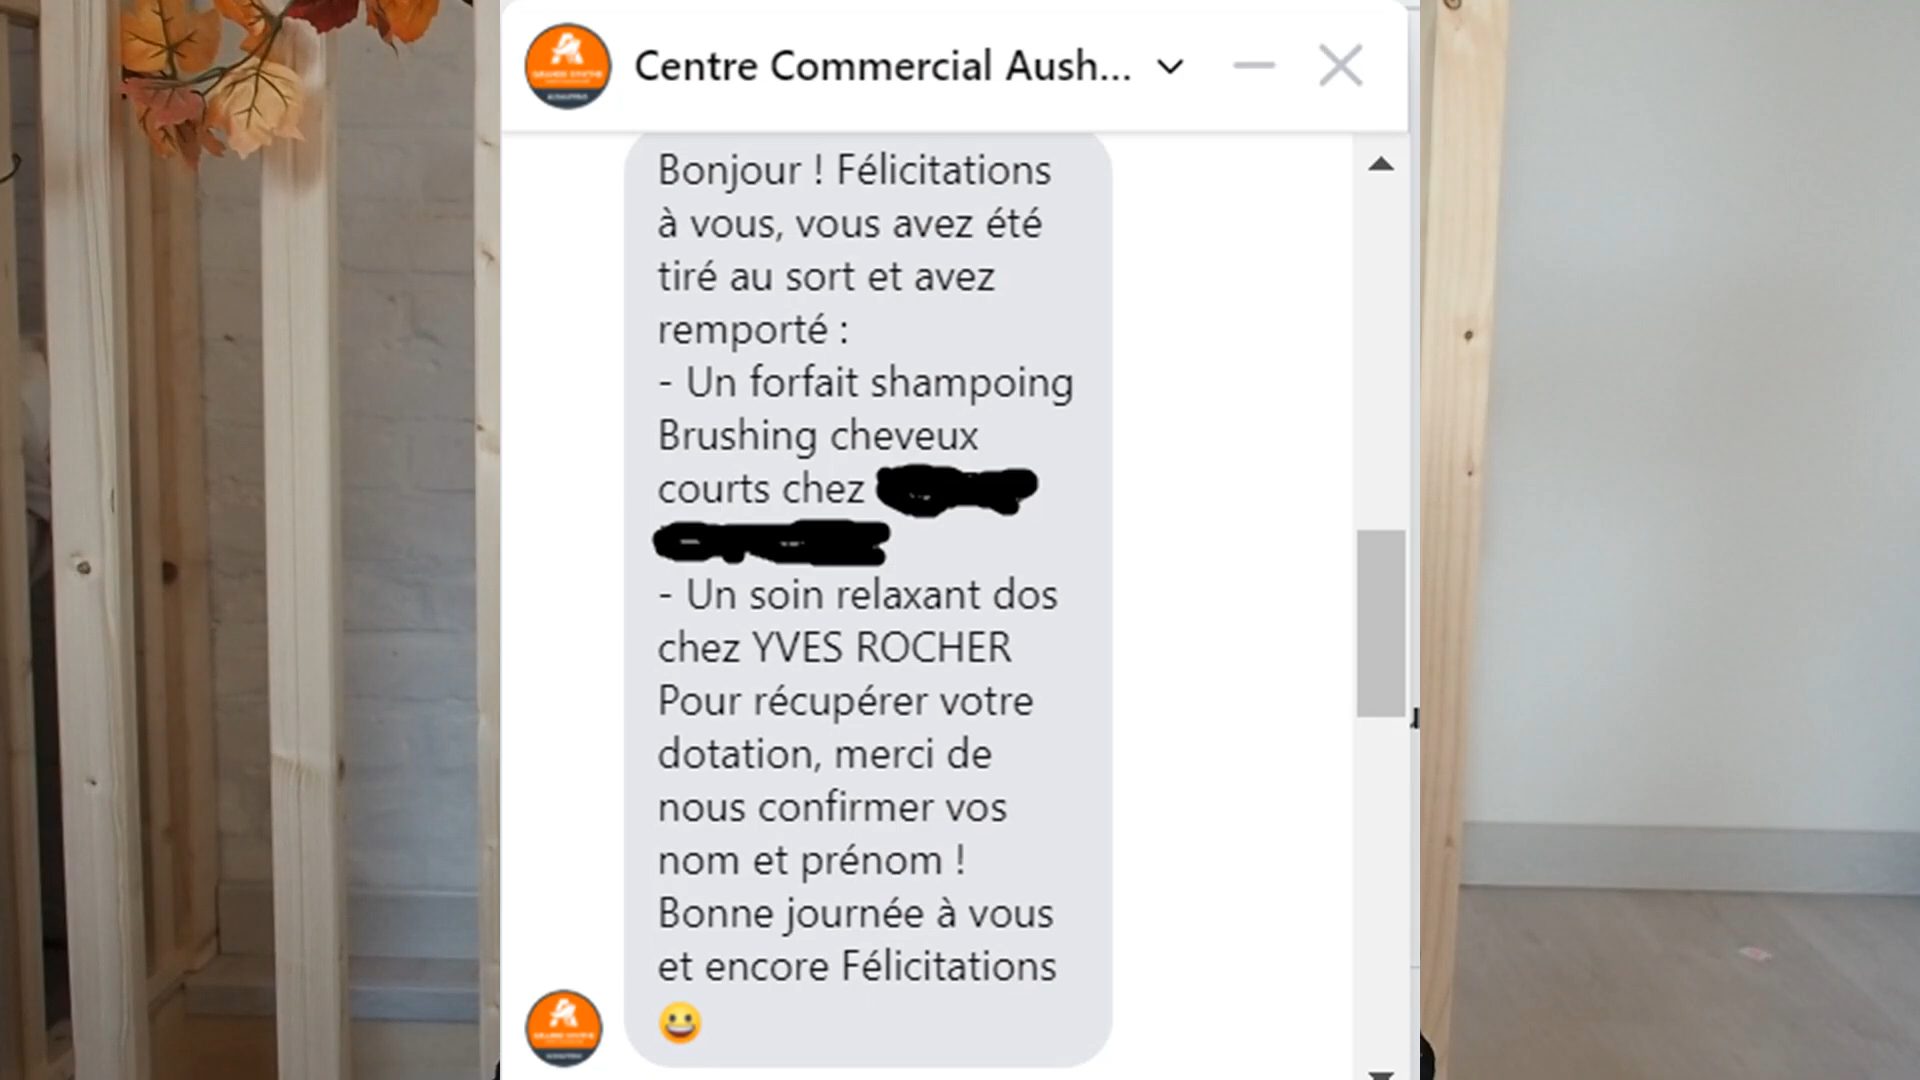 Centre Commercial Aush...
Bonjour ! Félicitations
à vous, vous avez été
tiré au sort et avez
remporté :
- Un forfait shampoing
Brushing cheveux
courts chez
- Un soin relaxant dos
chez YVES ROCHER
Pour récupérer votre
dotation, merci de
nous confirmer vos
nom et prénom !
Bonne journée à vous
et encore Félicitations
😀